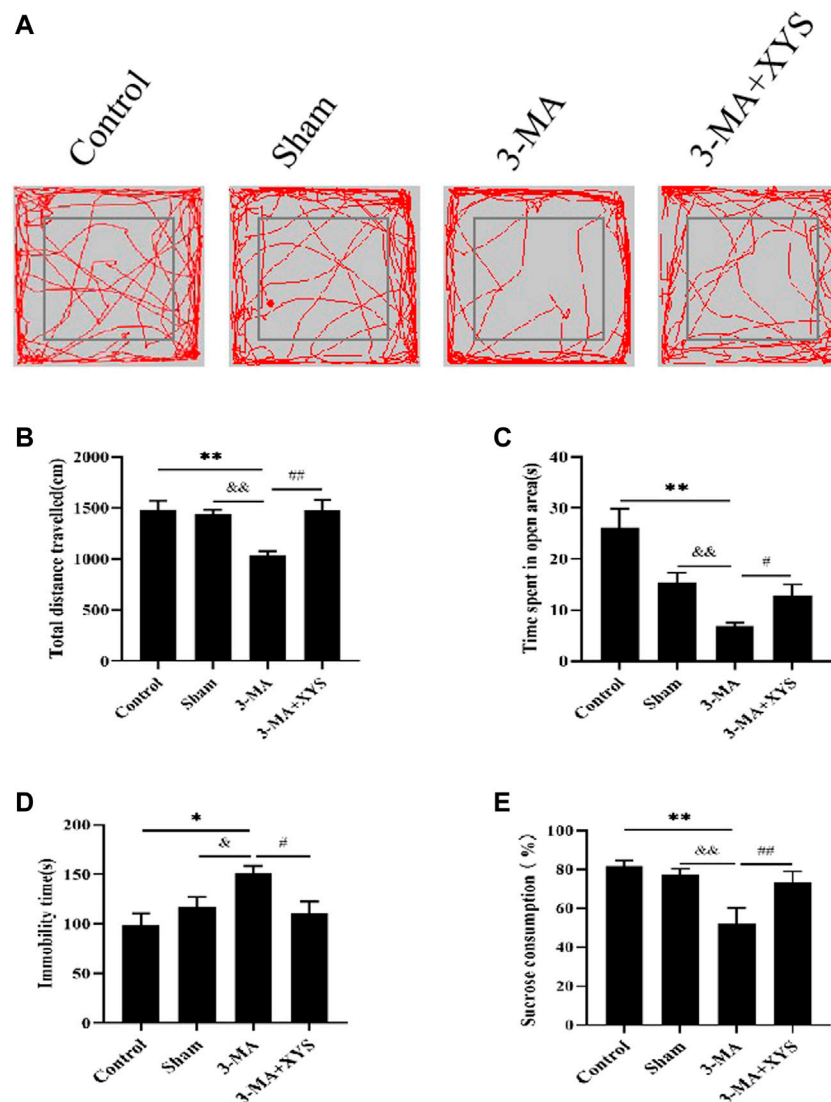 A
Control
Sham
3-MA
3-MA+XYS
B
Total distance travelled(cm)
2000
1500
1000
500
0
**
&&
##
Control
Sham
3-MA
3-MA+XYS
C
Time spent in open area(s)
40
30
20
10
0
**
&&
#
Control
Sham
3-MA
3-MA+XYS
D
Immobility time(s)
200
150
100
50
0
*
&
#
Control
Sham
3-MA
3-MA+XYS
E
Sucrose consumption（ %）
100
80
60
40
20
0
**
&&
##
Control
Sham
3-MA
3-MA+XYS